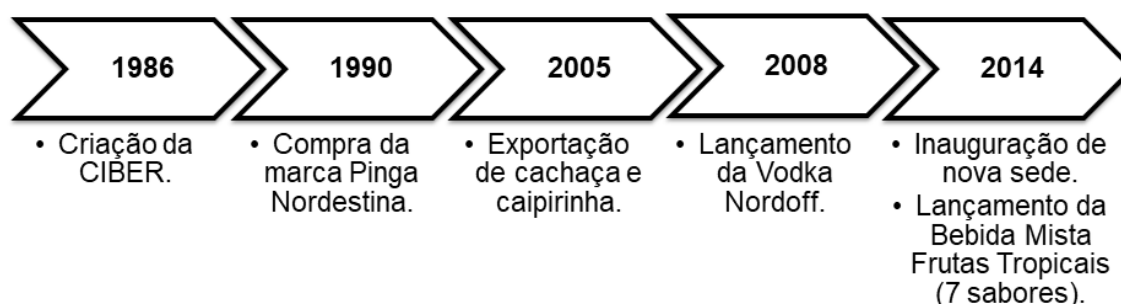 1986
• Criação da
CIBER.
1990
• Compra da
marca Pinga
Nordestina.
2005
• Exportação
de cachaça e
caipirinha.
2008
• Lançamento
da Vodka
Nordoff.
2014
• Inauguração de
nova sede.
• Lançamento da
Bebida Mista
Frutas Tropicais
(7 sabores).